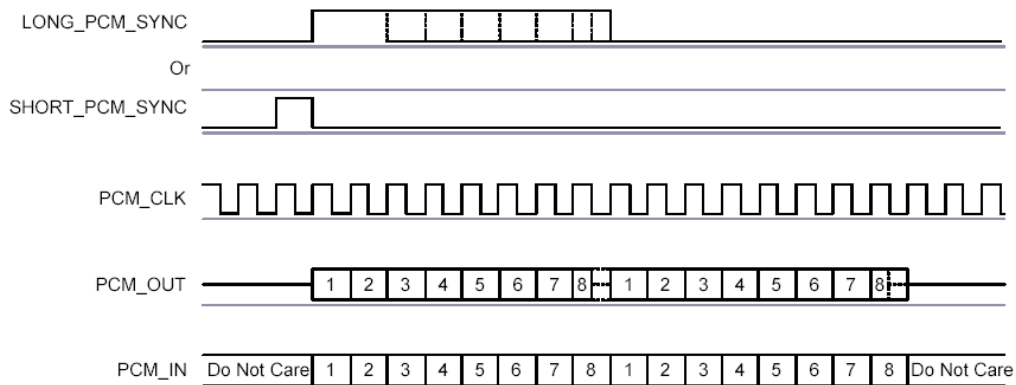 LONG_PCM_SYNC
Or
SHORT_PCM_SYNC
PCM_CLK
PCM_OUT 1 2 3 4 5 6 7 8 1 2 3 4 5 6 7 8
PCM_IN Do Not Care 1 2 3 4 5 6 7 8 1 2 3 4 5 6 7 8 Do Not Care